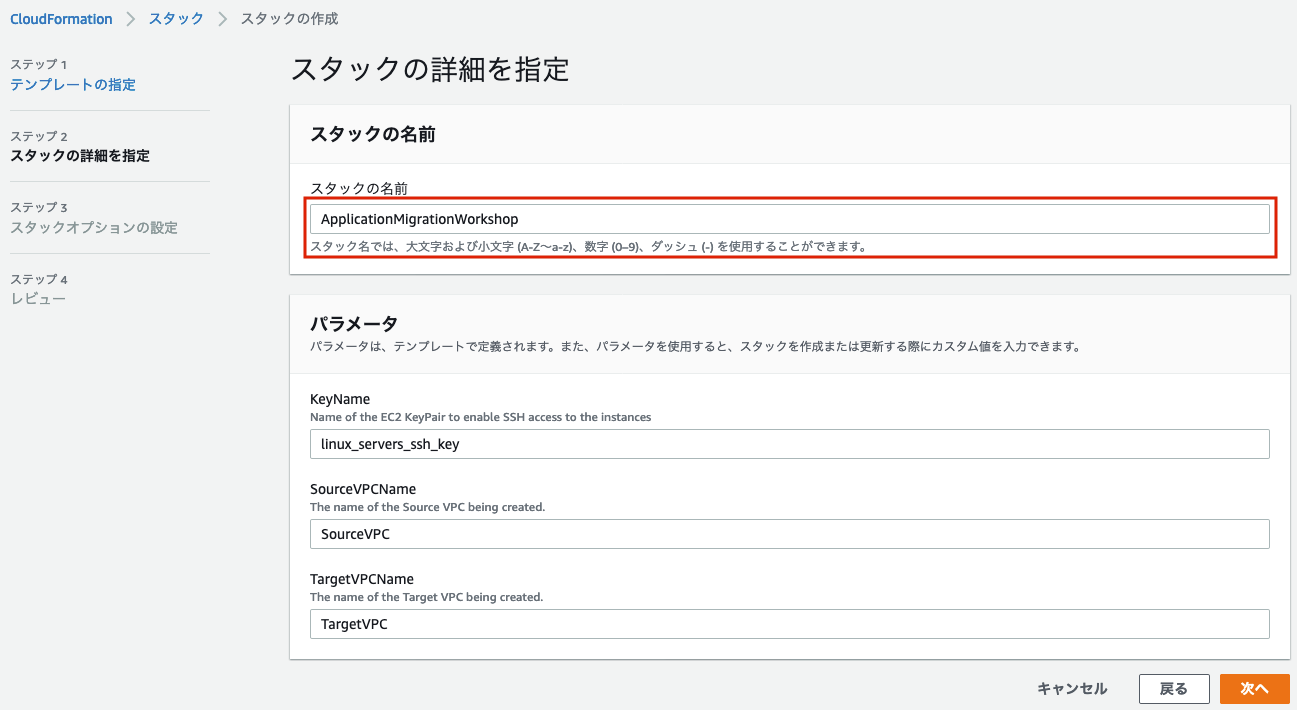 CloudFormation > スタック > スタックの作成
ステップ 1
テンプレートの指定
ステップ 2
スタックの詳細を指定
ステップ 3
スタックオプションの設定
ステップ 4
レビュー
スタックの詳細を指定
スタックの名前
スタックの名前
ApplicationMigrationWorkshop
スタック名では、大文字および小文字 (A-Z～a-z)、数字 (0–9)、ダッシュ (-) を使用することができます。
パラメータ
パラメータは、テンプレートで定義されます。また、パラメータを使用すると、スタックを作成または更新する際にカスタム値を入力できます。
KeyName
Name of the EC2 KeyPair to enable SSH access to the instances
linux_servers_ssh_key
SourceVPCName
The name of the Source VPC being created.
SourceVPC
TargetVPCName
The name of the Target VPC being created.
TargetVPC
キャンセル 戻る 次へ